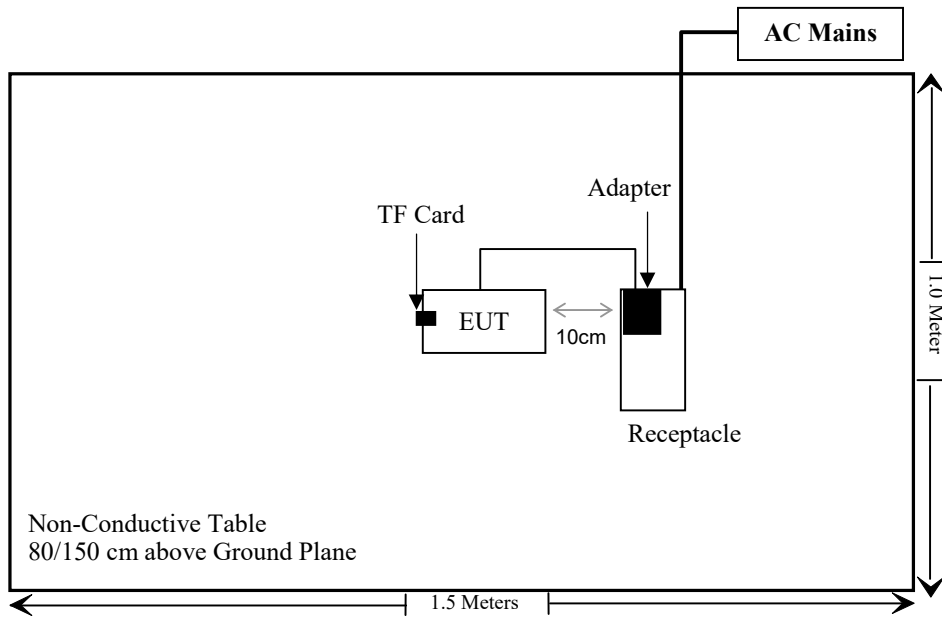 AC Mains
Adapter
TF Card
EUT
10cm
Receptacle
1.0 Meter
Non-Conductive Table
80/150 cm above Ground Plane
1.5 Meters